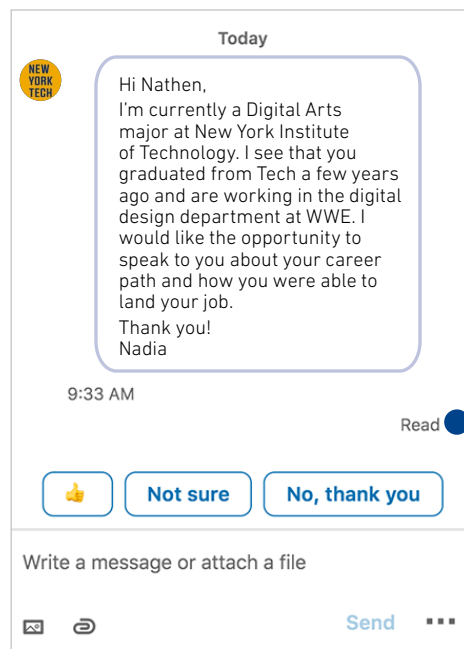 Today
NEW
YORK
TECH
Hi Nathen,
I'm currently a Digital Arts
major at New York Institute
of Technology. I see that you
graduated from Tech a few years
ago and are working in the digital
design department at WWE. I
would like the opportunity to
speak to you about your career
path and how you were able to
land your job.
Thank you!
Nadia
9:33 AM
Read
👍 Not sure No, thank you
Write a message or attach a file
Send